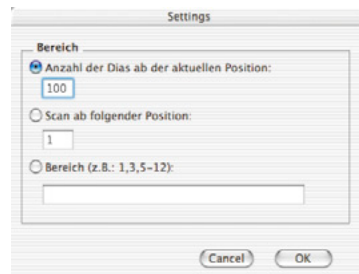 Settings
Bereich
Anzahl der Dias ab der aktuellen Position:
100
Scan ab folgender Position:
1
Bereich (z.B.: 1,3,5-12):
Cancel OK